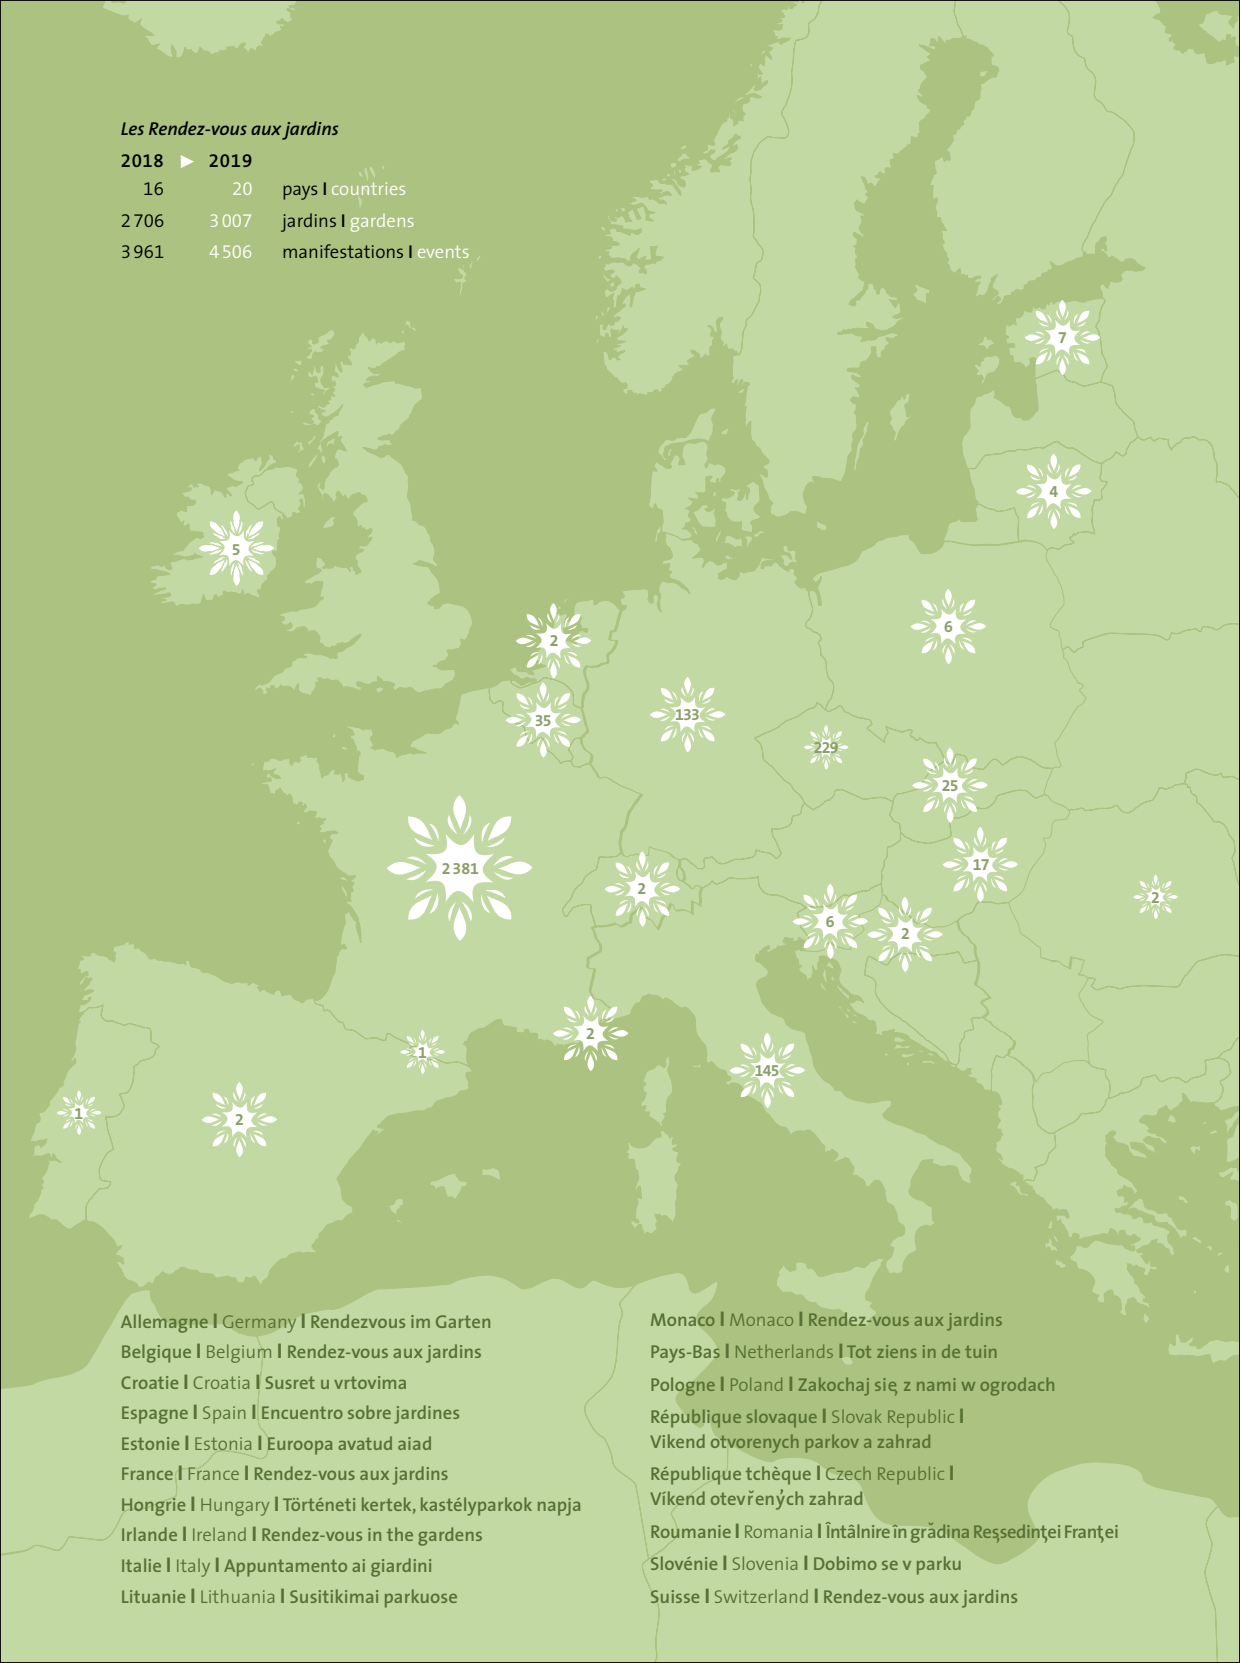 Les Rendez-vous aux jardins
2018 ▶ 2019
16 20 pays I countries
2 706 3 007 jardins I gardens
3 961 4 506 manifestations I events
7
4
5
6
2
35
133
229
25
2 381
17
2
2
6
2
2
1
145
1
2
Allemagne I Germany I Rendezvous im Garten
Belgique I Belgium I Rendez-vous aux jardins
Croatie I Croatia I Susret u vrtovima
Espagne I Spain I Encuentro sobre jardines
Estonie I Estonia I Euroopa avatud aiad
France I France I Rendez-vous aux jardins
Hongrie I Hungary I Történeti kertek, kastélyparkok napja
Irlande I Ireland I Rendez-vous in the gardens
Italie I Italy I Appuntamento ai giardini
Lituanie I Lithuania I Susitikimai parkuose
Monaco I Monaco I Rendez-vous aux jardins
Pays-Bas I Netherlands I Tot ziens in de tuin
Pologne I Poland I Zakochaj się z nami w ogrodach
République slovaque I Slovak Republic I
Vikend otvorenych parkov a zahrad
République tchèque I Czech Republic I
Víkend otevřených zahrad
Roumanie I Romania I Întâlnire în grădina Reşsedinţei Franţei
Slovénie I Slovenia I Dobimo se v parku
Suisse I Switzerland I Rendez-vous aux jardins